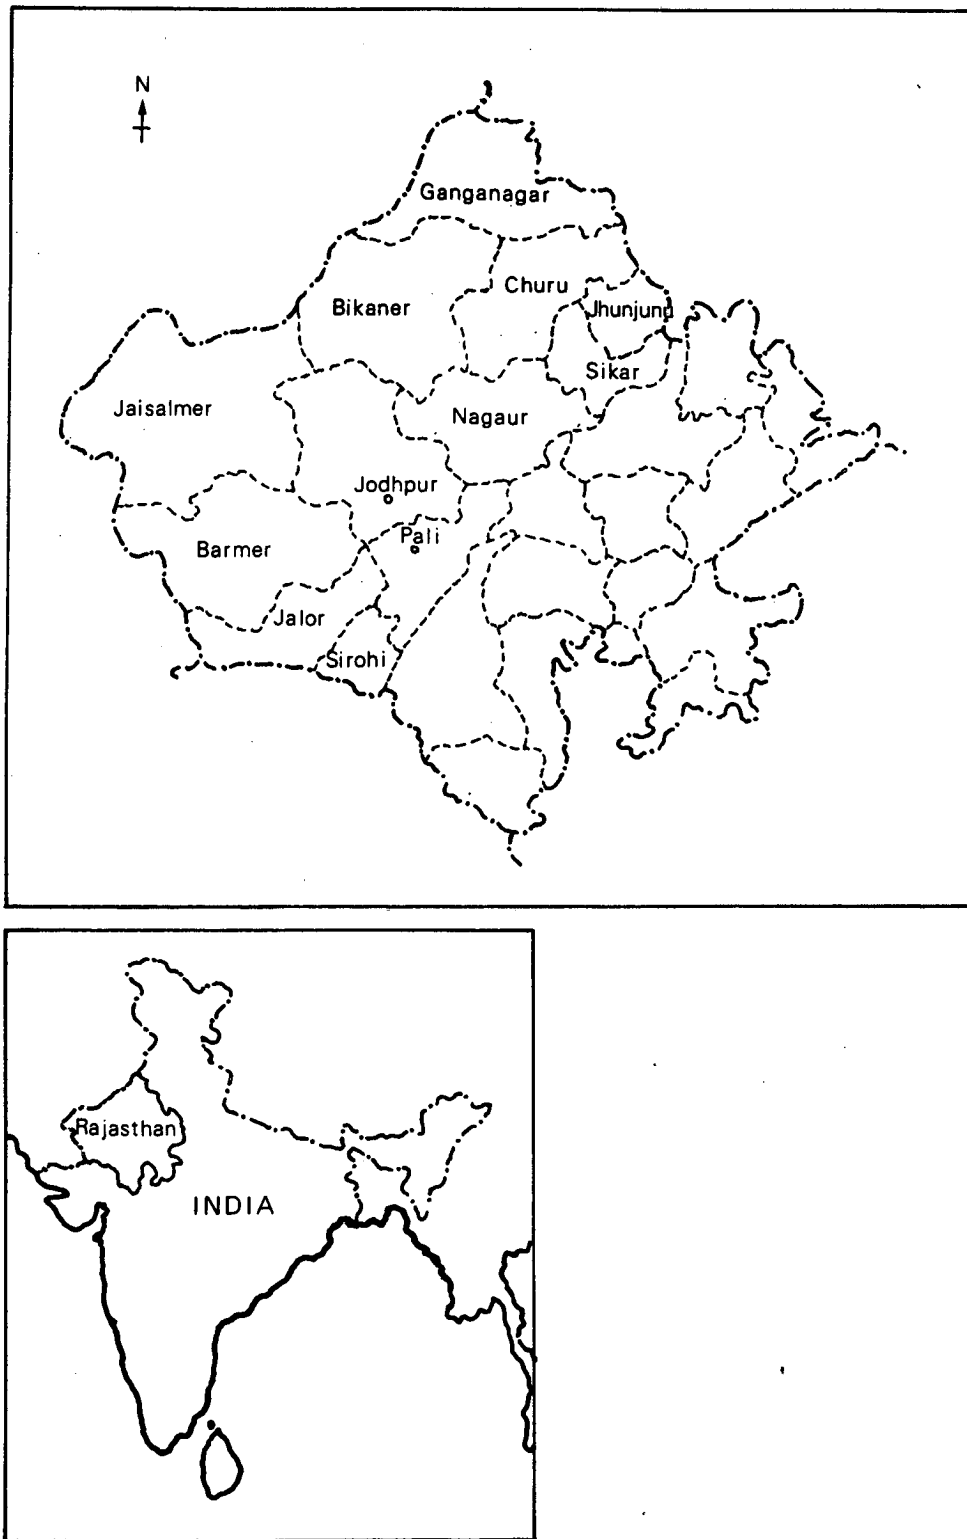 N
Ganganagar
Churu
Bikaner
Jhunjunu
Sikar
Jaisalmer
Nagaur
Jodhpur
Pali
Barmer
Jalor
Sirohi
Rajasthan
INDIA